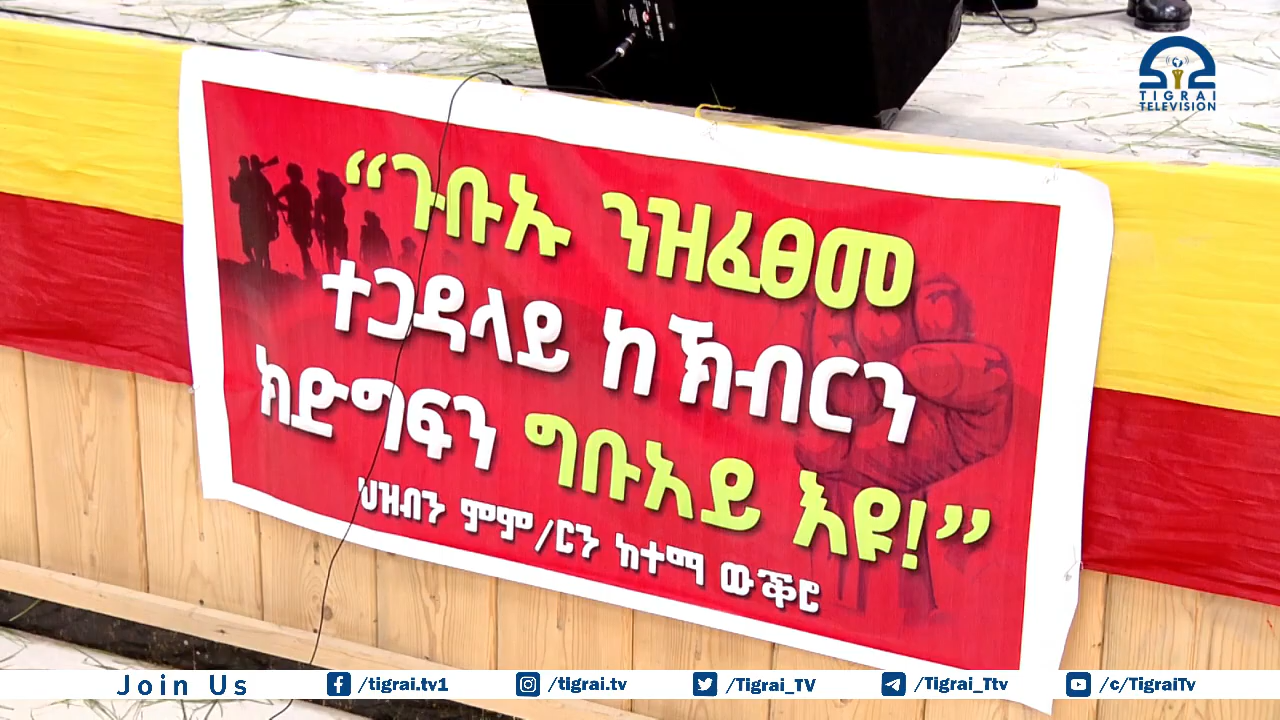 TIGRAI
TELEVISION
“ጉቡኡ ንዝፈፀመ
ተጋዳላይ ከኽብርን
ክድግፍን ግቡእይ እዩ!”
ህዝብን ምም/ርን ከተማ ውቕሮ
Join Us /tigrai.tv1 /tigrai.tv /Tigrai_TV /Tigrai_Ttv /c/TigraiTv